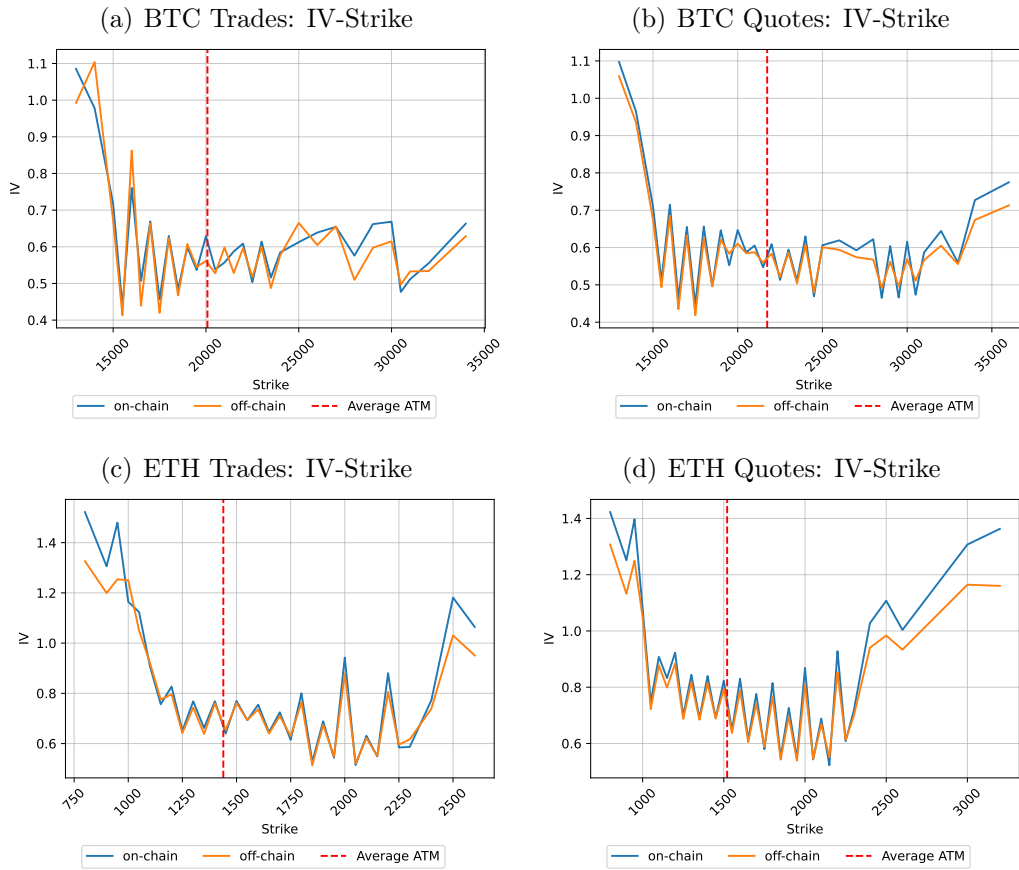 (a) BTC Trades: IV-Strike
1.1
1.0
0.9
0.8
0.7
0.6
0.5
0.4
IV
15000
20000
25000
30000
35000
Strike
on-chain
off-chain
Average ATM
(b) BTC Quotes: IV-Strike
1.1
1.0
0.9
0.8
0.7
0.6
0.5
0.4
IV
15000
20000
25000
30000
35000
Strike
on-chain
off-chain
Average ATM
(c) ETH Trades: IV-Strike
1.4
1.2
1.0
0.8
0.6
IV
750
1000
1250
1500
1750
2000
2250
2500
Strike
on-chain
off-chain
Average ATM
(d) ETH Quotes: IV-Strike
1.4
1.2
1.0
0.8
0.6
IV
1000
1500
2000
2500
3000
Strike
on-chain
off-chain
Average ATM